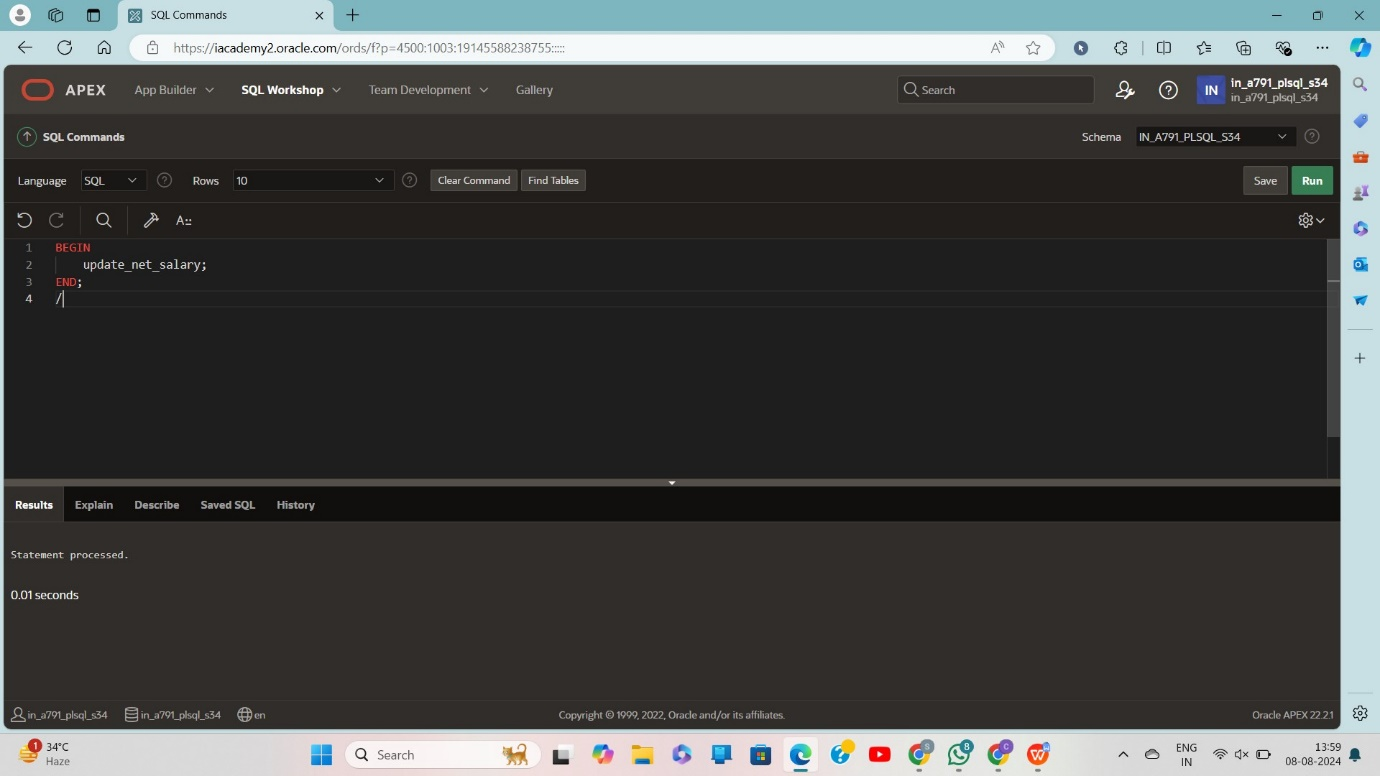 SQL Commands
https://iacademy2.oracle.com/ords/f?p=4500:1003:19145588238755:::::
APEX App Builder SQL Workshop Team Development Gallery Search IN in_a791_plsql_s34
in_a791_plsql_s34
SQL Commands Schema IN_A791_PLSQL_S34
Language SQL Rows 10 Clear Command Find Tables Save Run
A::
1 BEGIN
2 update_net_salary;
3 END;
4 /
Results Explain Describe Saved SQL History
Statement processed.
0.01 seconds
in_a791_plsql_s34 in_a791_plsql_s34 en Copyright © 1999, 2022, Oracle and/or its affiliates. Oracle APEX 22.2.1
1 34°C
Haze
Search
S 8 C
ENG
IN
13:59
08-08-2024